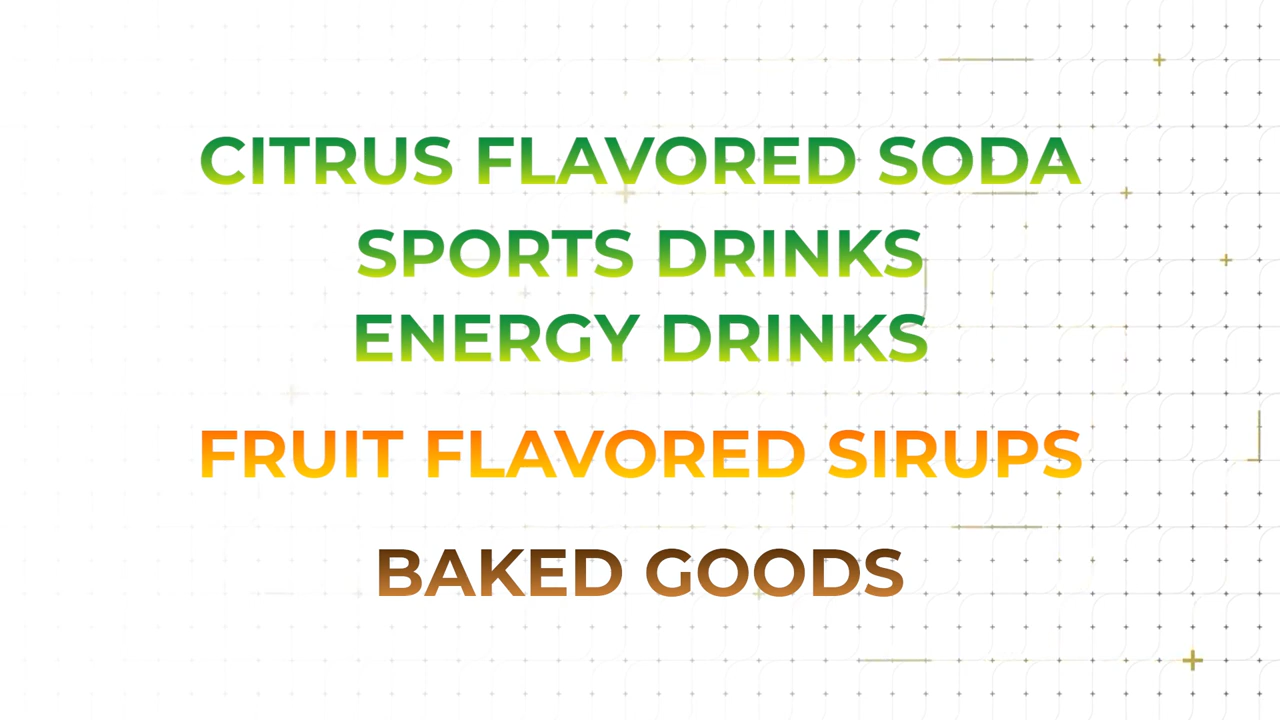 CITRUS FLAVORED SODA
SPORTS DRINKS
ENERGY DRINKS
FRUIT FLAVORED SIRUPS
BAKED GOODS